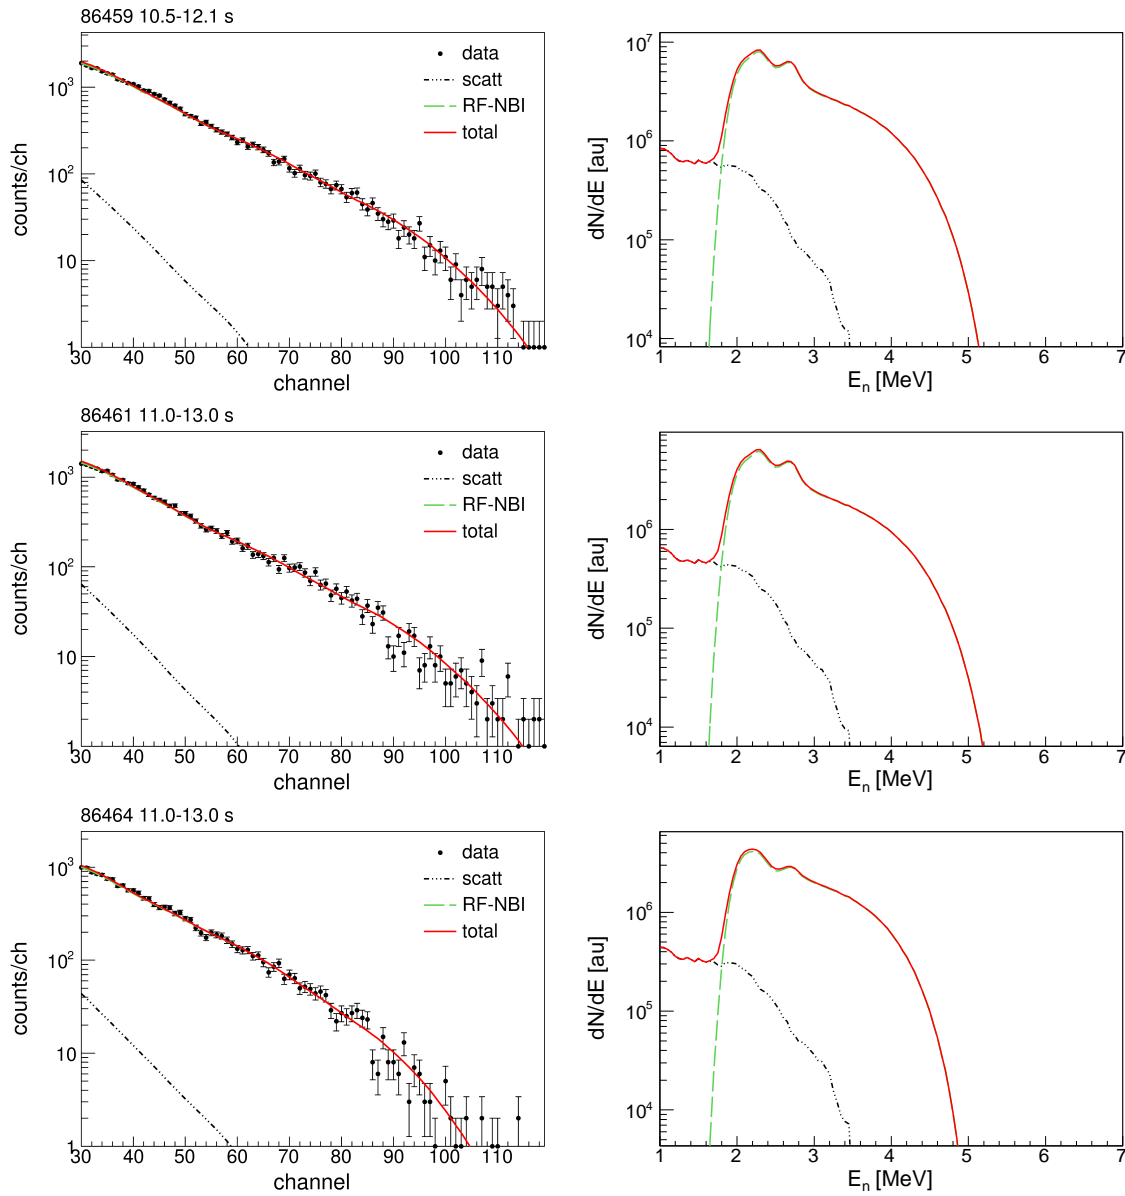 86459 10.5-12.1 s
data
scatt
RF-NBI
total
counts/ch
10³
10²
10
1
30 40 50 60 70 80 90 100 110
channel
dN/dE [au]
10⁷
10⁶
10⁵
10⁴
1 2 3 4 5 6 7
Eₙ [MeV]
86461 11.0-13.0 s
data
scatt
RF-NBI
total
counts/ch
10³
10²
10
1
30 40 50 60 70 80 90 100 110
channel
dN/dE [au]
10⁶
10⁵
10⁴
1 2 3 4 5 6 7
Eₙ [MeV]
86464 11.0-13.0 s
data
scatt
RF-NBI
total
counts/ch
10³
10²
10
1
30 40 50 60 70 80 90 100 110
channel
dN/dE [au]
10⁶
10⁵
10⁴
1 2 3 4 5 6 7
Eₙ [MeV]